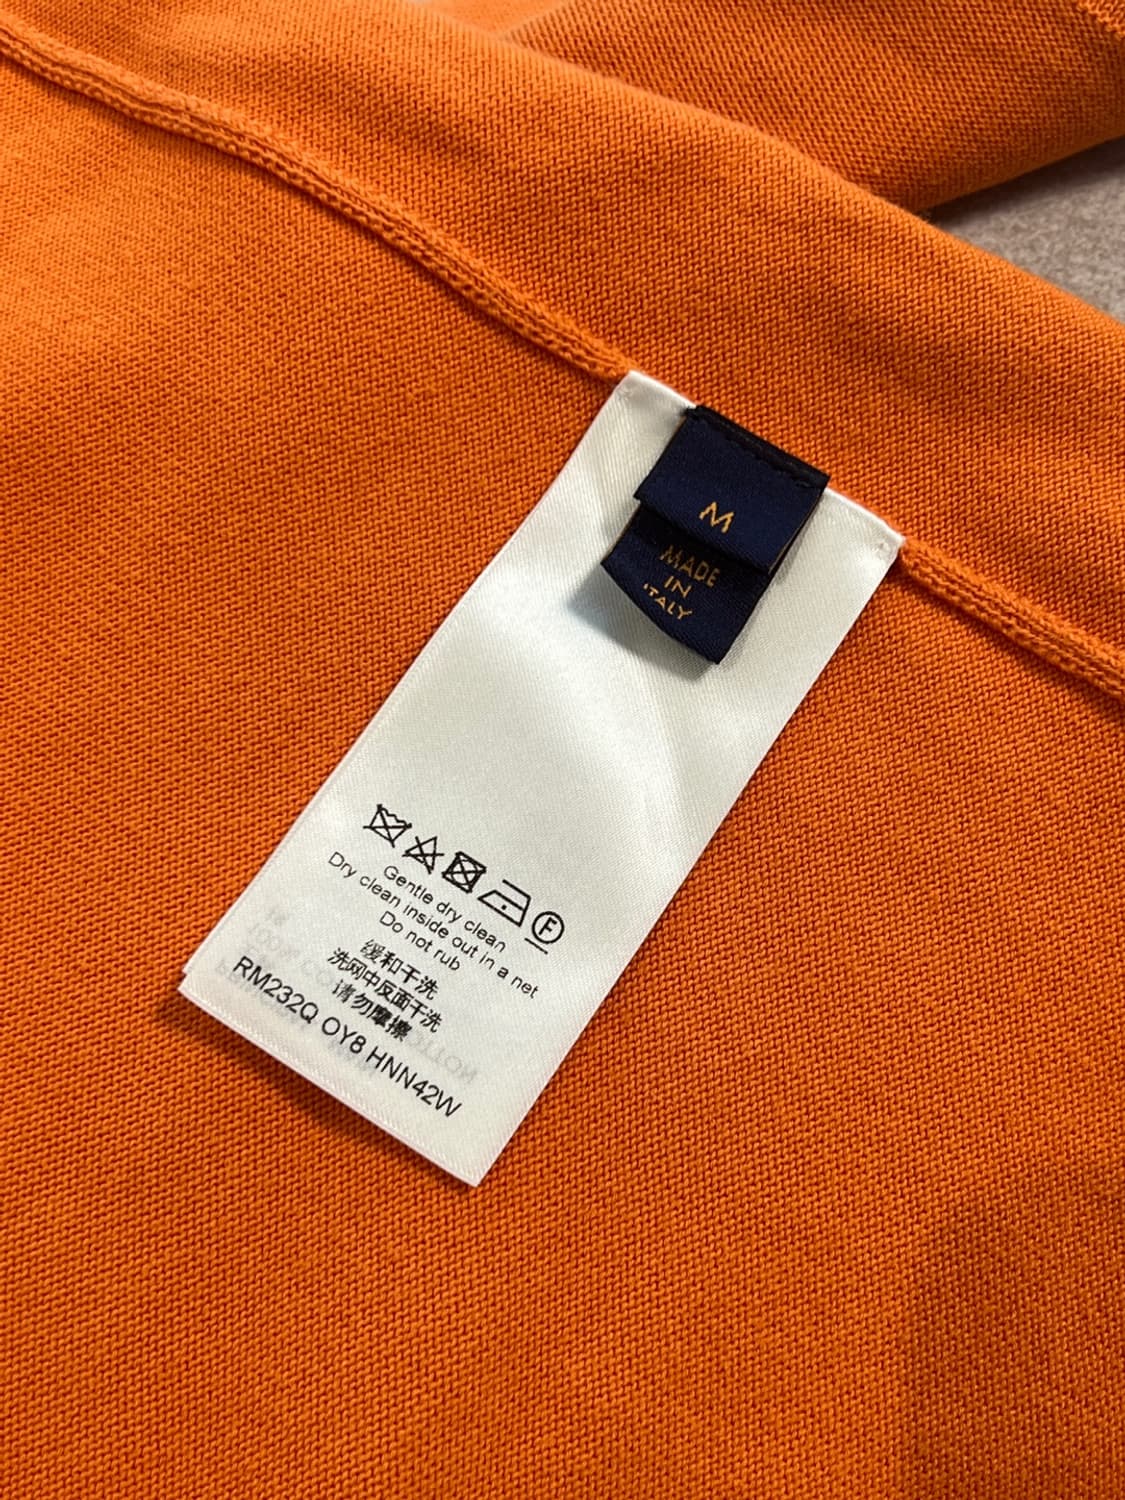 M
MADE
IN
ITALY
F
Gentle dry clean
Dry clean inside out in a net
Do not rub
缓和干洗
洗网中反面干洗
请勿摩擦
RM232Q OY8 HNN42W